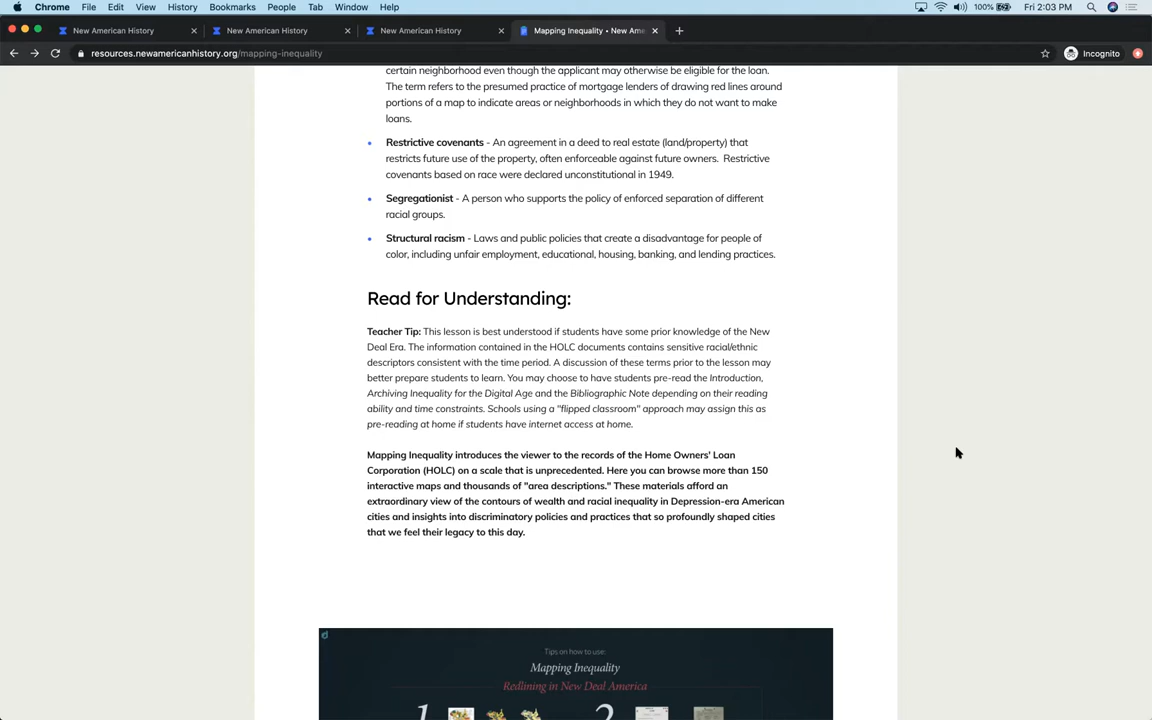 Chrome File Edit View History Bookmarks People Tab Window Help 100% Fri 2:03 PM
New American History New American History New American History Mapping Inequality • New Ame
resources.newamericanhistory.org/mapping-inequality Incognito
certain neighborhood even though the applicant may otherwise be eligible for the loan.
The term refers to the presumed practice of mortgage lenders of drawing red lines around
portions of a map to indicate areas or neighborhoods in which they do not want to make
loans.
Restrictive covenants - An agreement in a deed to real estate (land/property) that
restricts future use of the property, often enforceable against future owners. Restrictive
covenants based on race were declared unconstitutional in 1949.
Segregationist - A person who supports the policy of enforced separation of different
racial groups.
Structural racism - Laws and public policies that create a disadvantage for people of
color, including unfair employment, educational, housing, banking, and lending practices.
Read for Understanding:
Teacher Tip: This lesson is best understood if students have some prior knowledge of the New
Deal Era. The information contained in the HOLC documents contains sensitive racial/ethnic
descriptors consistent with the time period. A discussion of these terms prior to the lesson may
better prepare students to learn. You may choose to have students pre-read the Introduction,
Archiving Inequality for the Digital Age and the Bibliographic Note depending on their reading
ability and time constraints. Schools using a "flipped classroom" approach may assign this as
pre-reading at home if students have internet access at home.
Mapping Inequality introduces the viewer to the records of the Home Owners' Loan
Corporation (HOLC) on a scale that is unprecedented. Here you can browse more than 150
interactive maps and thousands of "area descriptions." These materials afford an
extraordinary view of the contours of wealth and racial inequality in Depression-era American
cities and insights into discriminatory policies and practices that so profoundly shaped cities
that we feel their legacy to this day.
Tips on how to use:
Mapping Inequality
Redlining in New Deal America
1 2